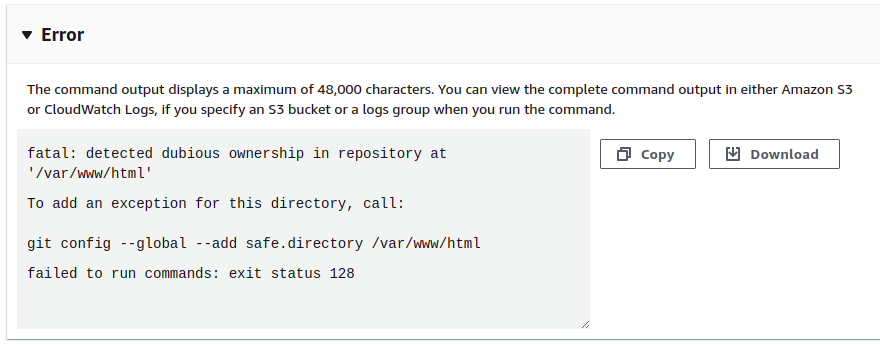 Error
The command output displays a maximum of 48,000 characters. You can view the complete command output in either Amazon S3
or CloudWatch Logs, if you specify an S3 bucket or a logs group when you run the command.
fatal: detected dubious ownership in repository at
'/var/www/html'
To add an exception for this directory, call:
git config --global --add safe.directory /var/www/html
failed to run commands: exit status 128
Copy
Download